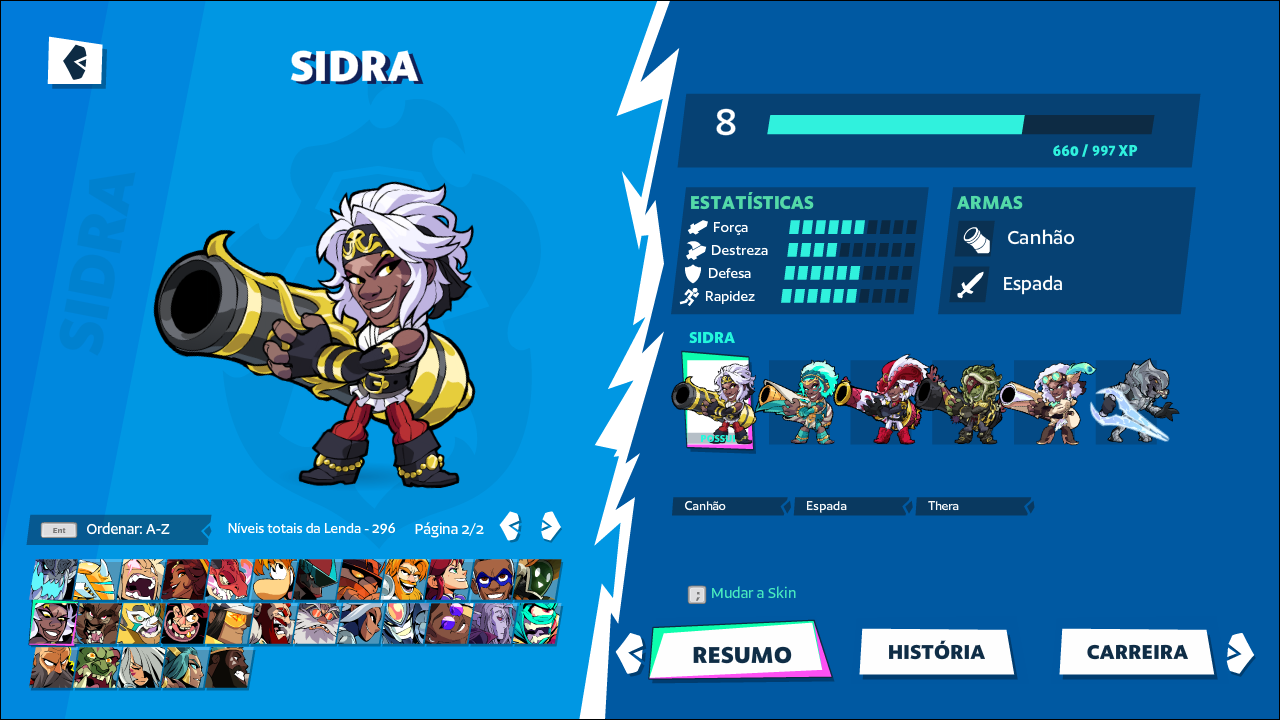 SIDRA
SIDRA
8
660 / 997 XP
ESTATÍSTICAS
Força
Destreza
Defesa
Rapidez
ARMAS
Canhão
Espada
SIDRA
Canhão
Espada
Thera
Ent
Ordenar: A-Z
Níveis totais da Lenda - 296
Página 2/2
;
Mudar a Skin
RESUMO
HISTÓRIA
CARREIRA